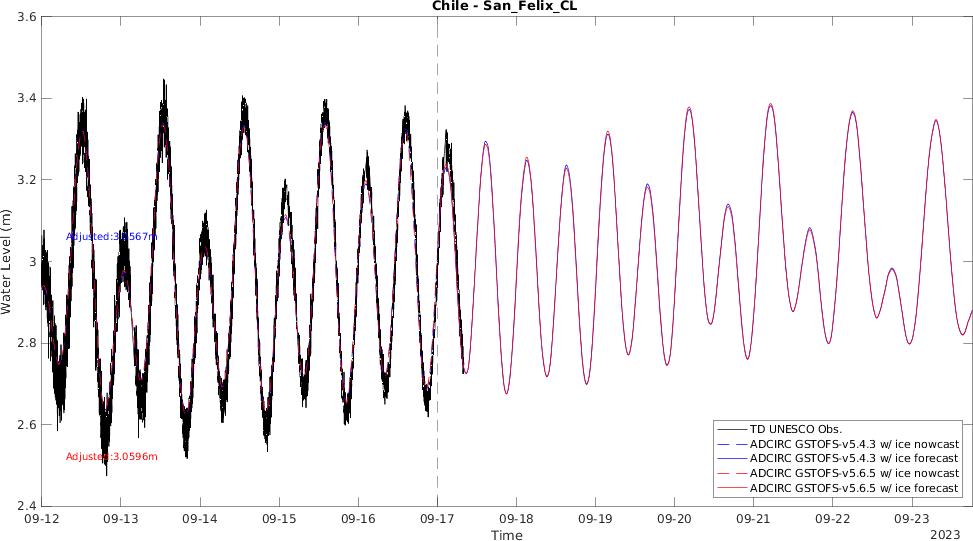 Chile - San_Felix_CL
3.6
3.4
3.2
3
2.8
2.6
2.4
Water Level (m)
Adjusted:3.0567m
Adjusted:3.0596m
TD UNESCO Obs.
ADCIRC GSTOFS-v5.4.3 w/ ice nowcast
ADCIRC GSTOFS-v5.4.3 w/ ice forecast
ADCIRC GSTOFS-v5.6.5 w/ ice nowcast
ADCIRC GSTOFS-v5.6.5 w/ ice forecast
09-12 09-13 09-14 09-15 09-16 09-17 09-18 09-19 09-20 09-21 09-22 09-23
Time
2023